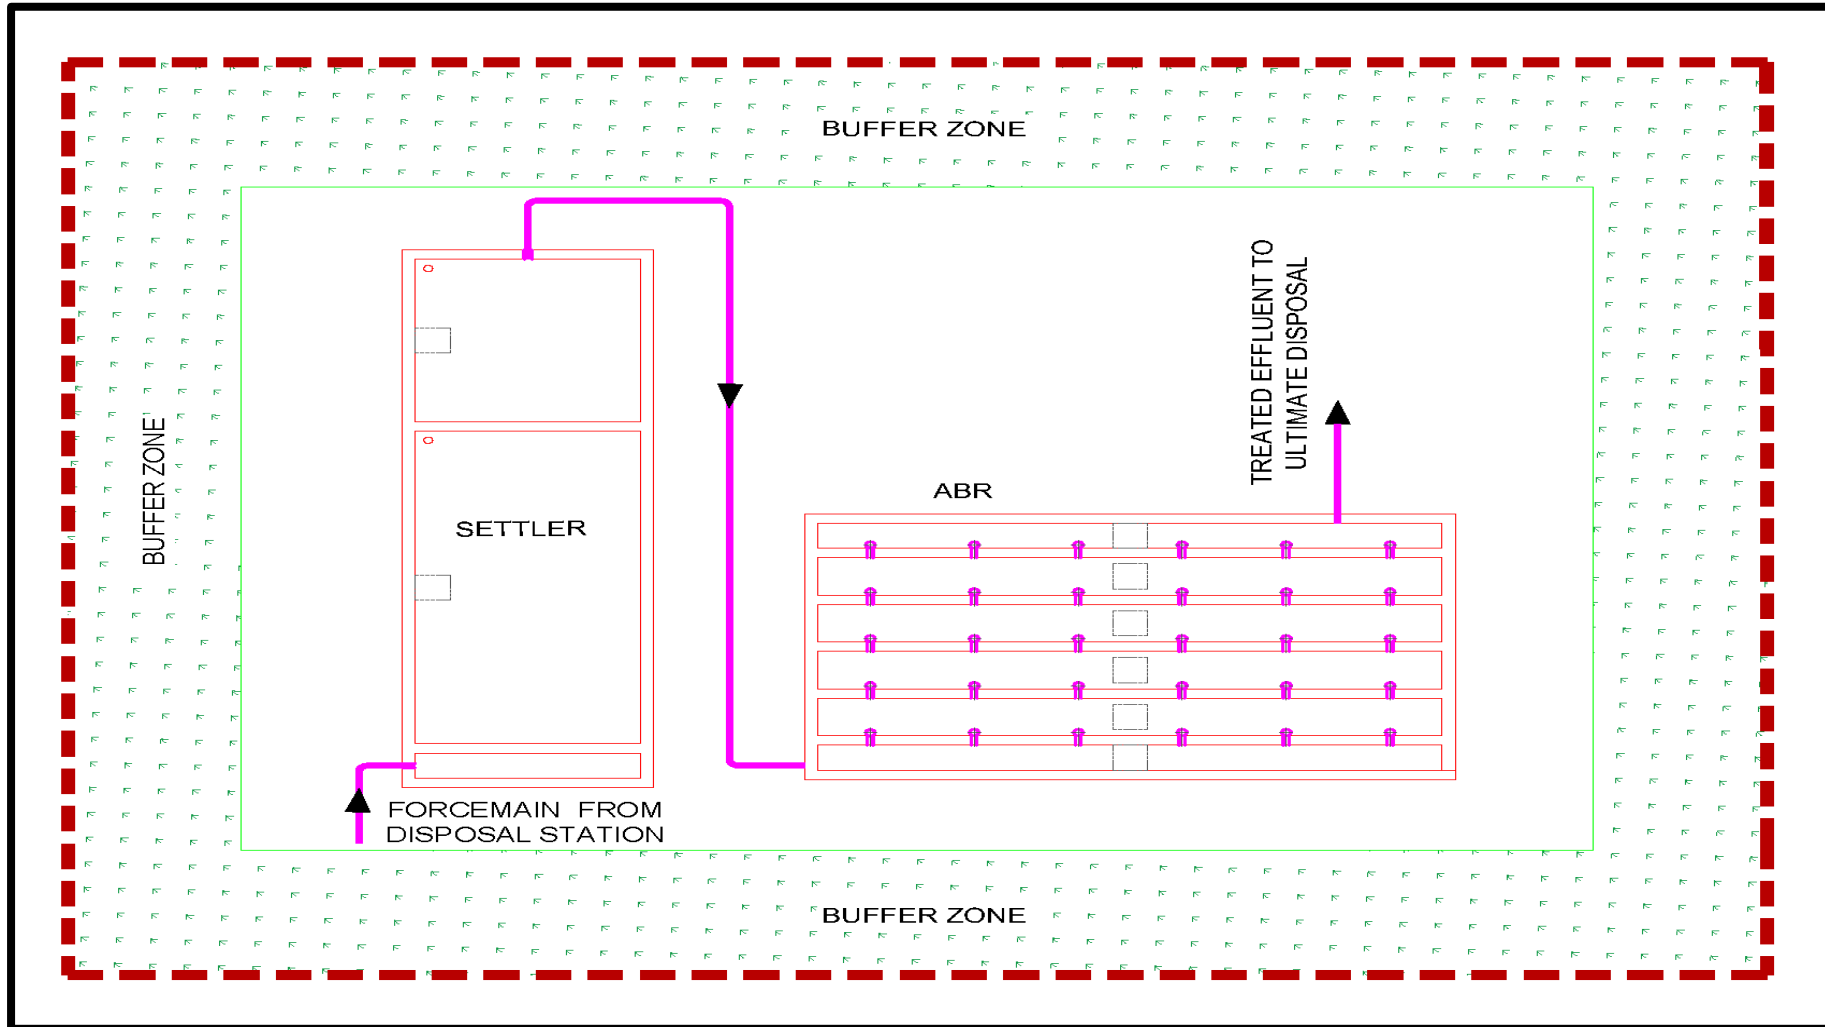 BUFFER ZONE
TREATED EFFLUENT TO
ULTIMATE DISPOSAL
BUFFER ZONE
ABR
SETTLER
FORCEMAIN FROM
DISPOSAL STATION
BUFFER ZONE